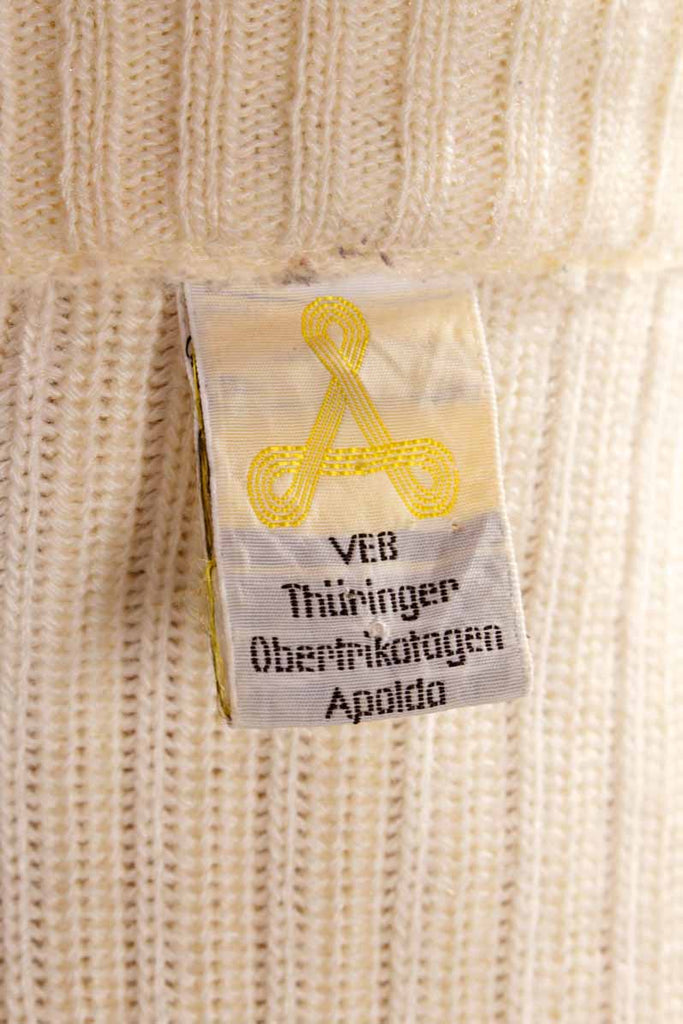 VEB
Thüringer
Obertrikotagen
Apolda